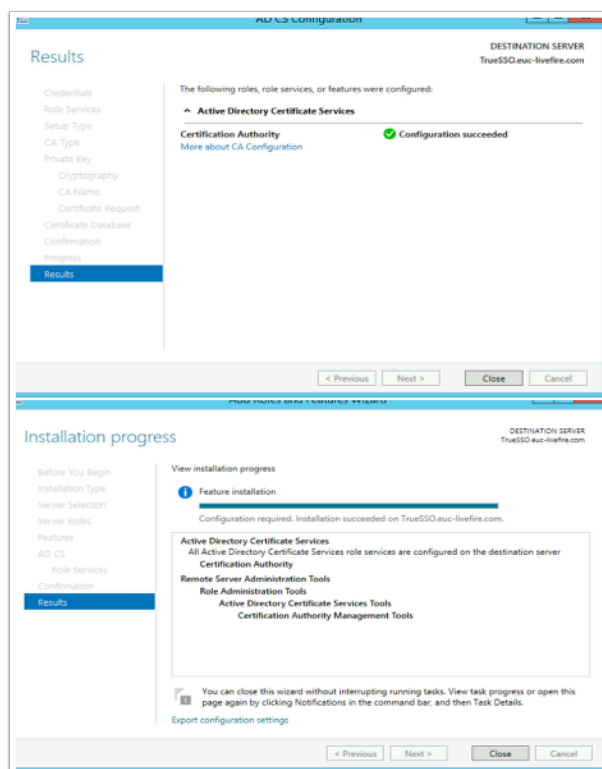 AD CS Configuration
Results
DESTINATION SERVER
TrueSSO.euc-livefire.com
Credentials
Role Services
Setup Type
CA Type
Private Key
Cryptography
CA Name
Certificate Request
Certificate Database
Confirmation
Progress
Results
The following roles, role services, or features were configured:
Active Directory Certificate Services
Certification Authority
Configuration succeeded
More about CA Configuration
< Previous
Next >
Close
Cancel
Add Roles and Features Wizard
Installation progress
DESTINATION SERVER
TrueSSO.euc-livefire.com
Before You Begin
Installation Type
Server Selection
Server Roles
Features
AD CS
Role Services
Confirmation
Results
View installation progress
Feature installation
Configuration required. Installation succeeded on TrueSSO.euc-livefire.com.
Active Directory Certificate Services
All Active Directory Certificate Services role services are configured on the destination server
Certification Authority
Remote Server Administration Tools
Role Administration Tools
Active Directory Certificate Services Tools
Certification Authority Management Tools
You can close this wizard without interrupting running tasks. View task progress or open this
page again by clicking Notifications in the command bar, and then Task Details.
Export configuration settings
< Previous
Next >
Close
Cancel